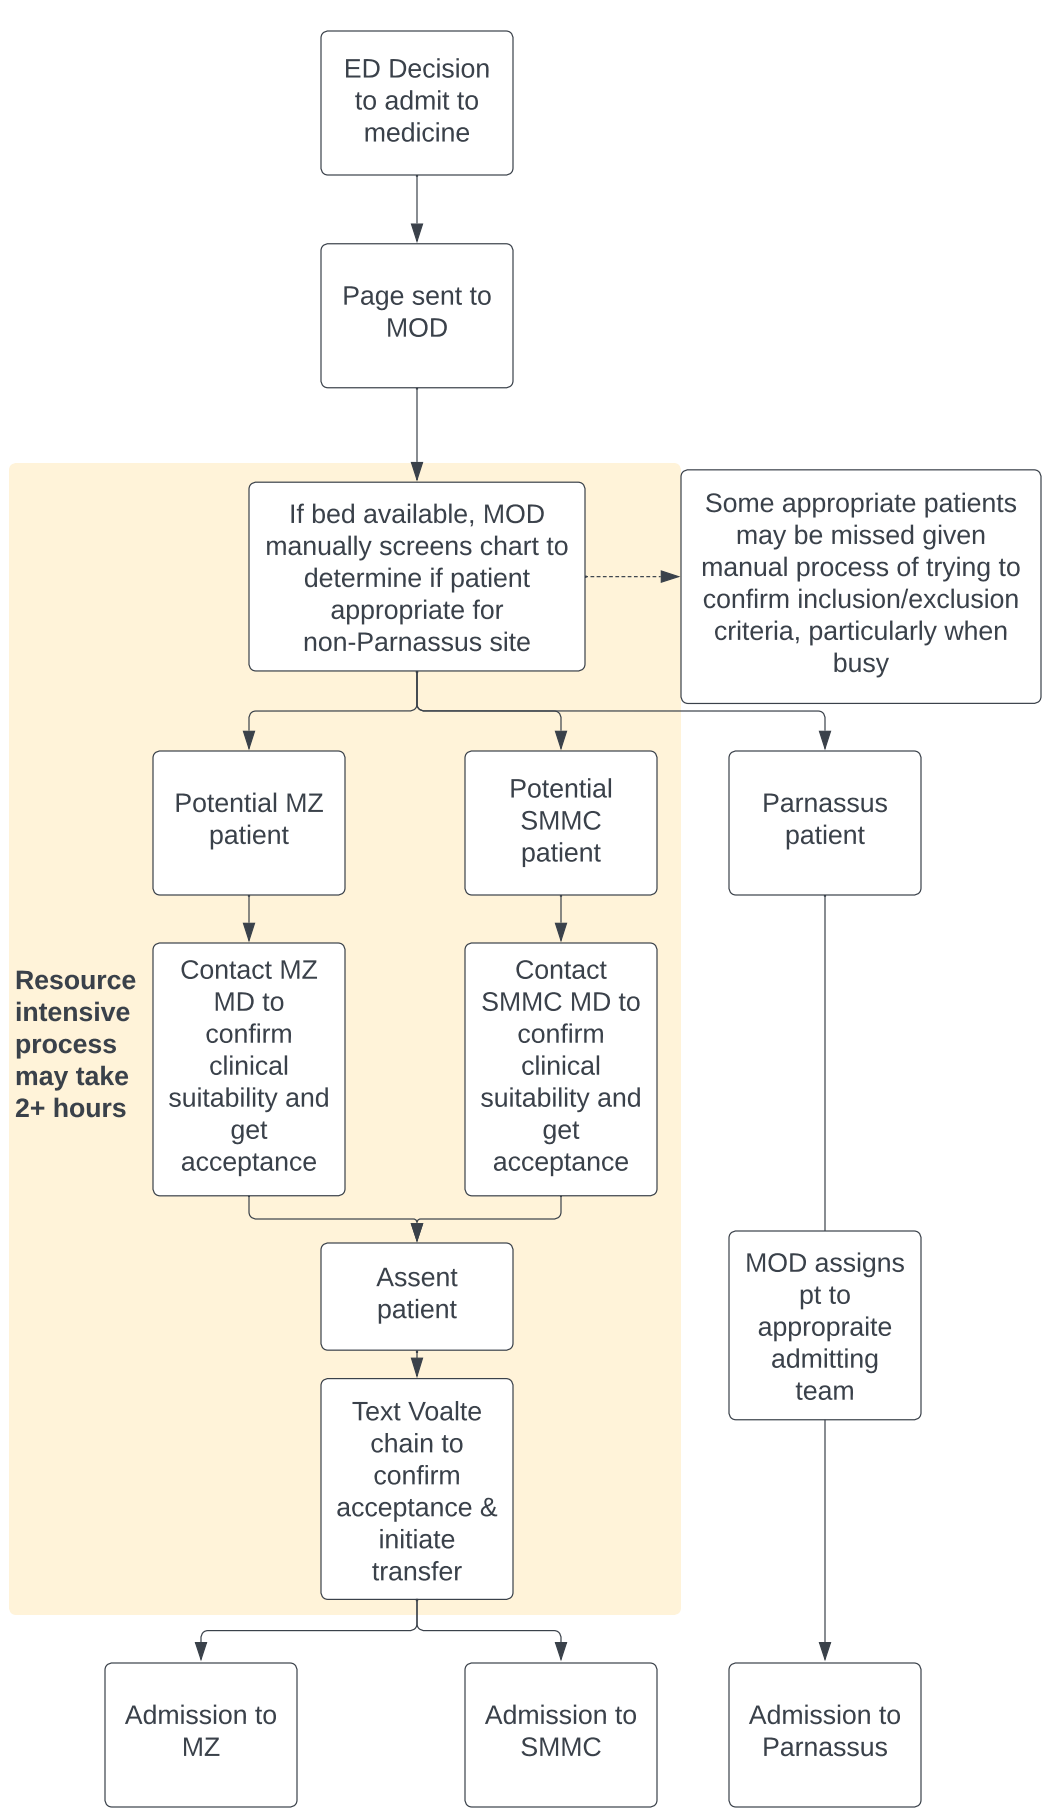 ED Decision
to admit to
medicine
Page sent to
MOD
If bed available, MOD
manually screens chart to
determine if patient
appropriate for
non-Parnassus site
Some appropriate patients
may be missed given
manual process of trying to
confirm inclusion/exclusion
criteria, particularly when
busy
Potential MZ
patient
Potential
SMMC
patient
Parnassus
patient
Resource
intensive
process
may take
2+ hours
Contact MZ
MD to
confirm
clinical
suitability and
get
acceptance
Contact
SMMC MD to
confirm
clinical
suitability and
get
acceptance
Assent
patient
MOD assigns
pt to
appropraite
admitting
team
Text Voalte
chain to
confirm
acceptance &
initiate
transfer
Admission to
MZ
Admission to
SMMC
Admission to
Parnassus